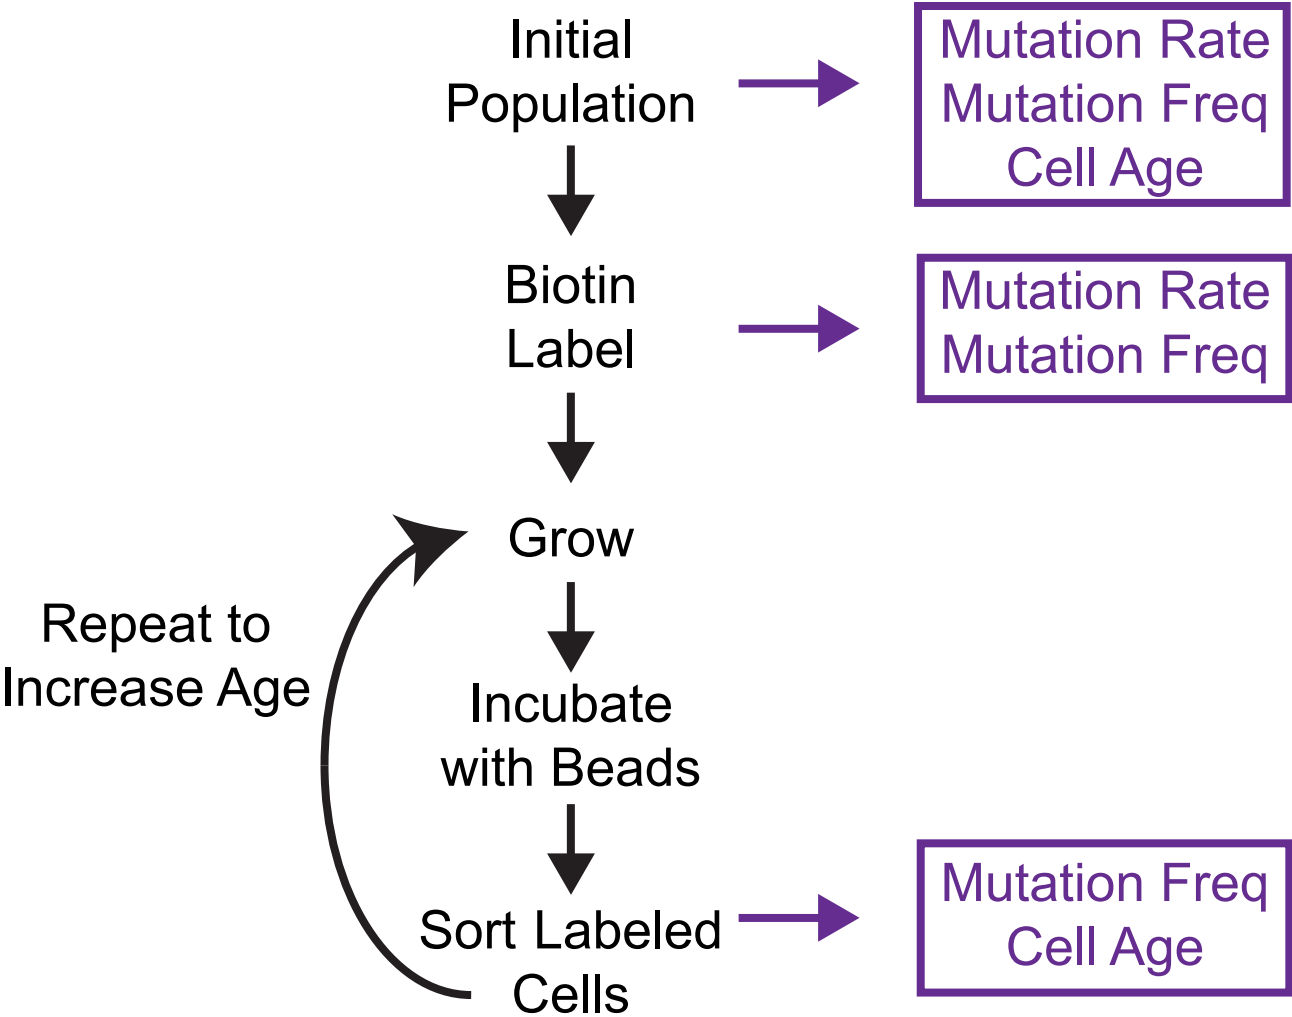 Initial
Population
Mutation Rate
Mutation Freq
Cell Age
Biotin
Label
Mutation Rate
Mutation Freq
Grow
Repeat to
Increase Age
Incubate
with Beads
Sort Labeled
Cells
Mutation Freq
Cell Age